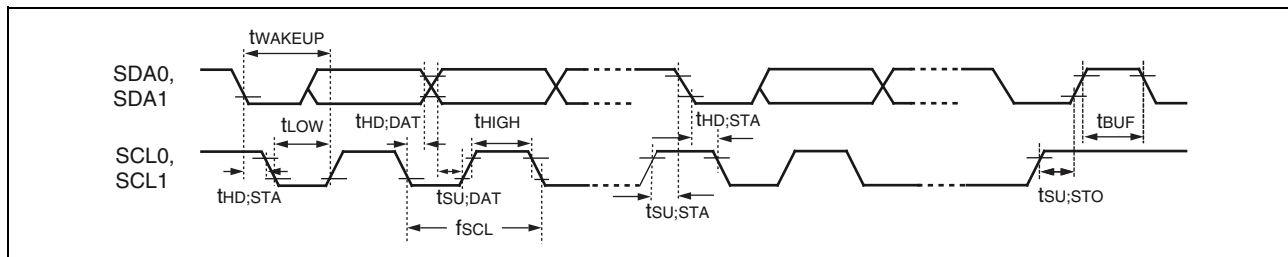 tWAKEUP
SDA0,
SDA1
tLOW
tHD;DAT
tHIGH
tHD;STA
tBUF
SCL0,
SCL1
tHD;STA
tSU;DAT
tSU;STA
tSU;STO
fSCL